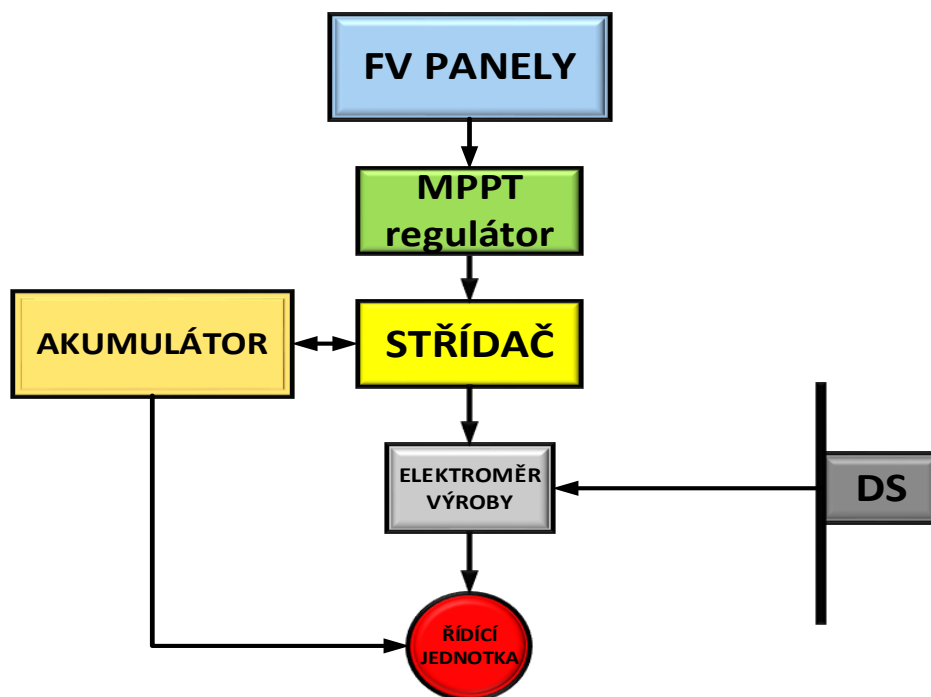 FV PANELY
MPPT
regulátor
AKUMULÁTOR
STŘÍDAČ
ELEKTROMĚR
VÝROBY
DS
ŘÍDÍCÍ
JEDNOTKA